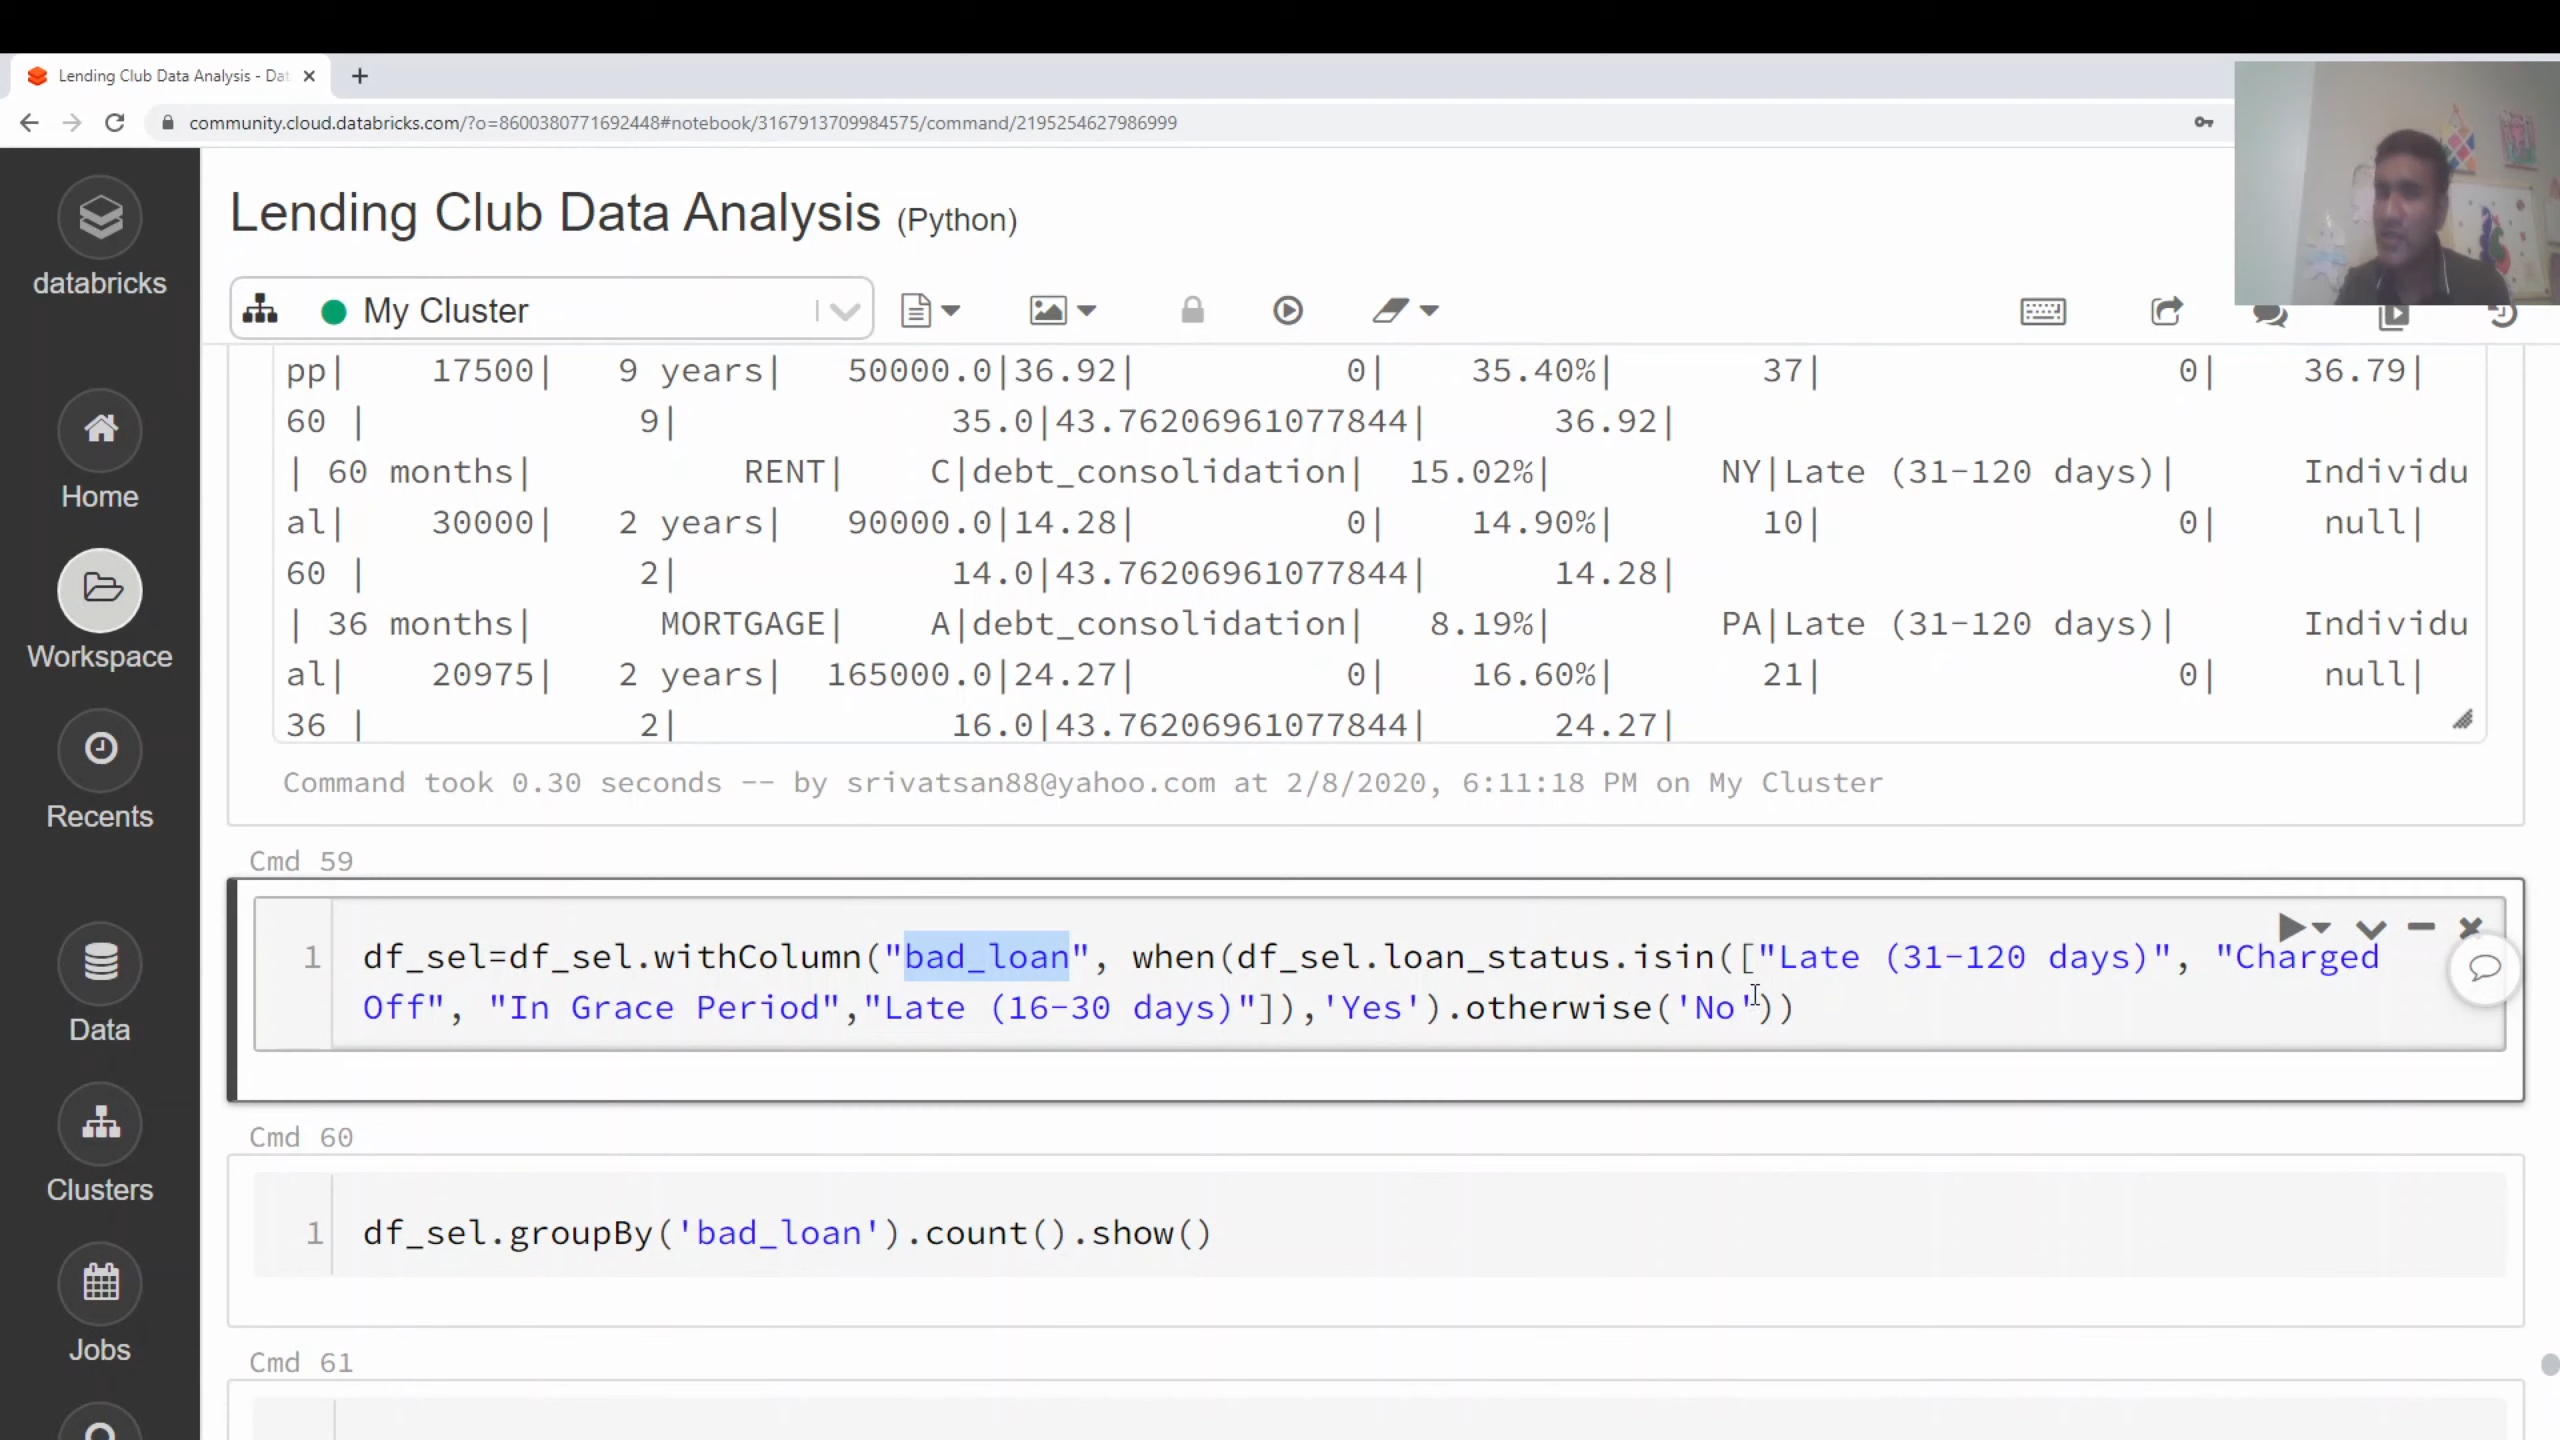 Lending Club Data Analysis - Dat
community.cloud.databricks.com/?o=8600380771692448#notebook/3167913709984575/command/2195254627986999
databricks
Home
Workspace
Recents
Data
Clusters
Jobs
Lending Club Data Analysis (Python)
My Cluster
pp| 17500| 9 years| 50000.0|36.92| 0| 35.40%| 37| 0| 36.79|
60 | 9| 35.0|43.76206961077844| 36.92|
| 60 months| RENT| C|debt_consolidation| 15.02%| NY|Late (31-120 days)| Individu
al| 30000| 2 years| 90000.0|14.28| 0| 14.90%| 10| 0| null|
60 | 2| 14.0|43.76206961077844| 14.28|
| 36 months| MORTGAGE| A|debt_consolidation| 8.19%| PA|Late (31-120 days)| Individu
al| 20975| 2 years| 165000.0|24.27| 0| 16.60%| 21| 0| null|
36 | 2| 16.0|43.76206961077844| 24.27|
Command took 0.30 seconds -- by srivatsan88@yahoo.com at 2/8/2020, 6:11:18 PM on My Cluster
Cmd 59
1 df_sel=df_sel.withColumn("bad_loan", when(df_sel.loan_status.isin(["Late (31-120 days)", "Charged
Off", "In Grace Period","Late (16-30 days)"]),'Yes').otherwise('No'))
Cmd 60
1 df_sel.groupBy('bad_loan').count().show()
Cmd 61